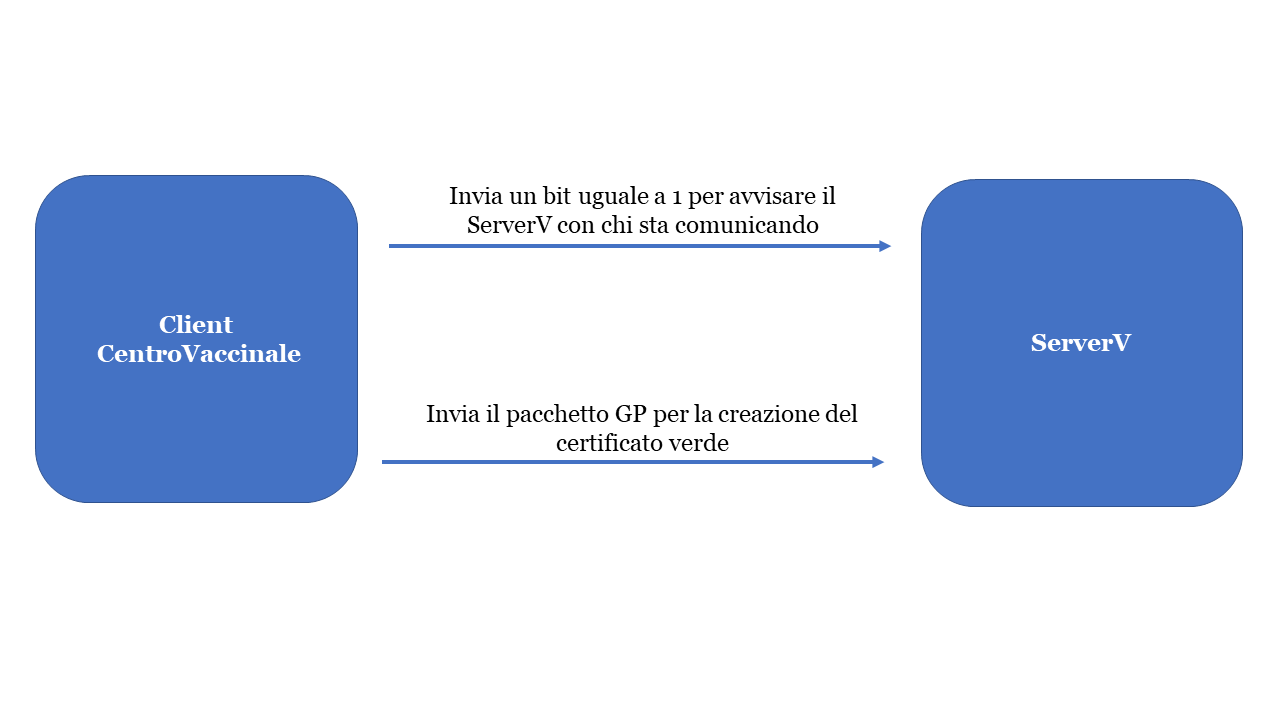 Invia un bit uguale a 1 per avvisare il
ServerV con chi sta comunicando
Client
CentroVaccinale
ServerV
Invia il pacchetto GP per la creazione del
certificato verde